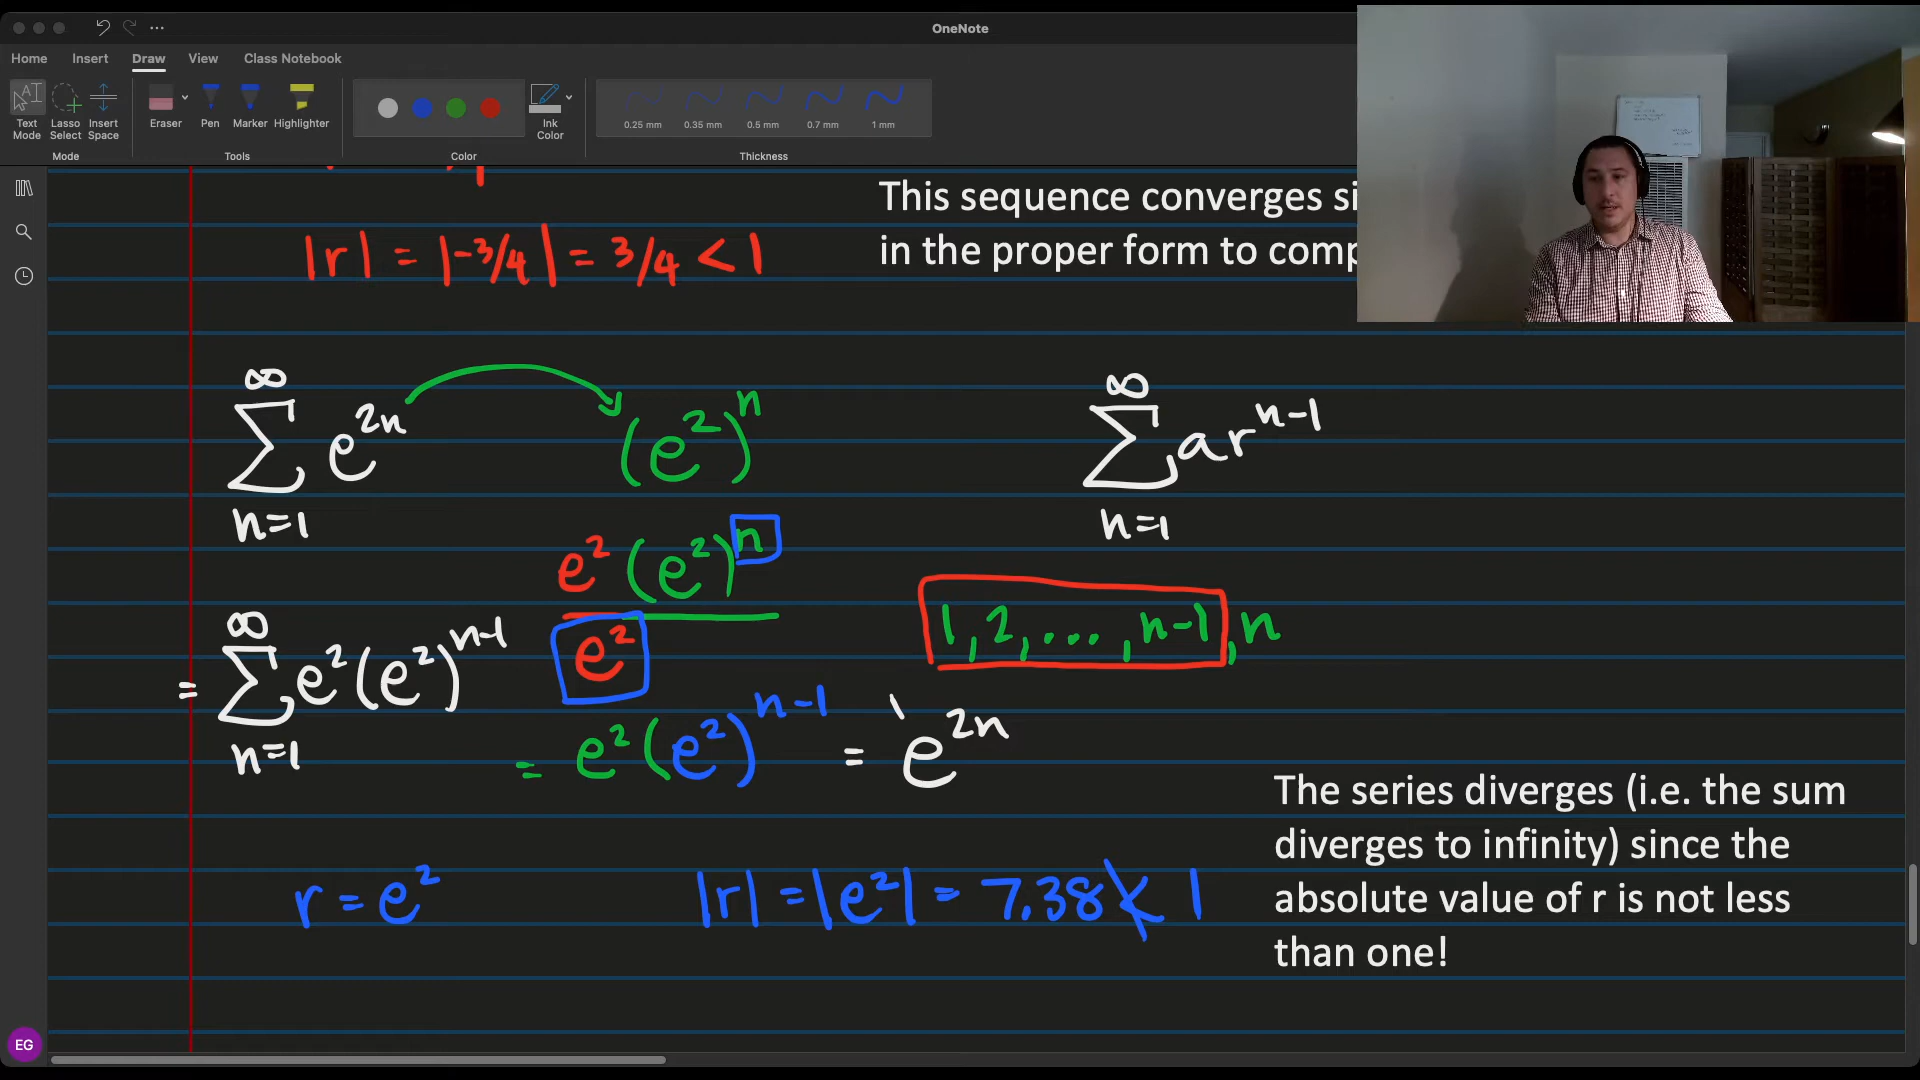 OneNote
Home Insert Draw View Class Notebook
Text Mode
Lasso Select
Insert Space
Eraser
Pen
Marker
Highlighter
Ink Color
0.25 mm 0.35 mm 0.5 mm 0.7 mm 1 mm
Mode Tools Color Thickness
This sequence converges si
in the proper form to comp
|r| = |-3/4| = 3/4 < 1
∞ ∑ n=1 e^{2n}
(e^2)^n
∞ ∑ n=1 ar^{n-1}
e^2 (e^2)^n
e^2
1, 2, ..., n-1, n
= ∞ ∑ n=1 e^2(e^2)^{n-1}
= e^2(e^2)^{n-1} = e^{2n}
The series diverges (i.e. the sum
diverges to infinity) since the
absolute value of r is not less
than one!
r = e^2
|r| = |e^2| = 7.38 ≮ 1
EG